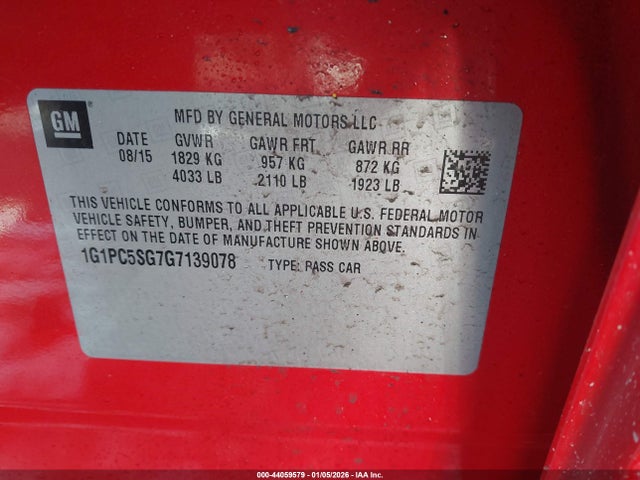 GM
MFD BY GENERAL MOTORS LLC
DATE GVWR GAWR FRT GAWR RR
08/15 1829 KG 957 KG 872 KG
4033 LB 2110 LB 1923 LB
THIS VEHICLE CONFORMS TO ALL APPLICABLE U.S. FEDERAL MOTOR
VEHICLE SAFETY, BUMPER, AND THEFT PREVENTION STANDARDS IN
EFFECT ON THE DATE OF MANUFACTURE SHOWN ABOVE.
1G1PC5SG7G7139078 TYPE: PASS CAR
000-44059579 - 01/05/2026 - IAA Inc.